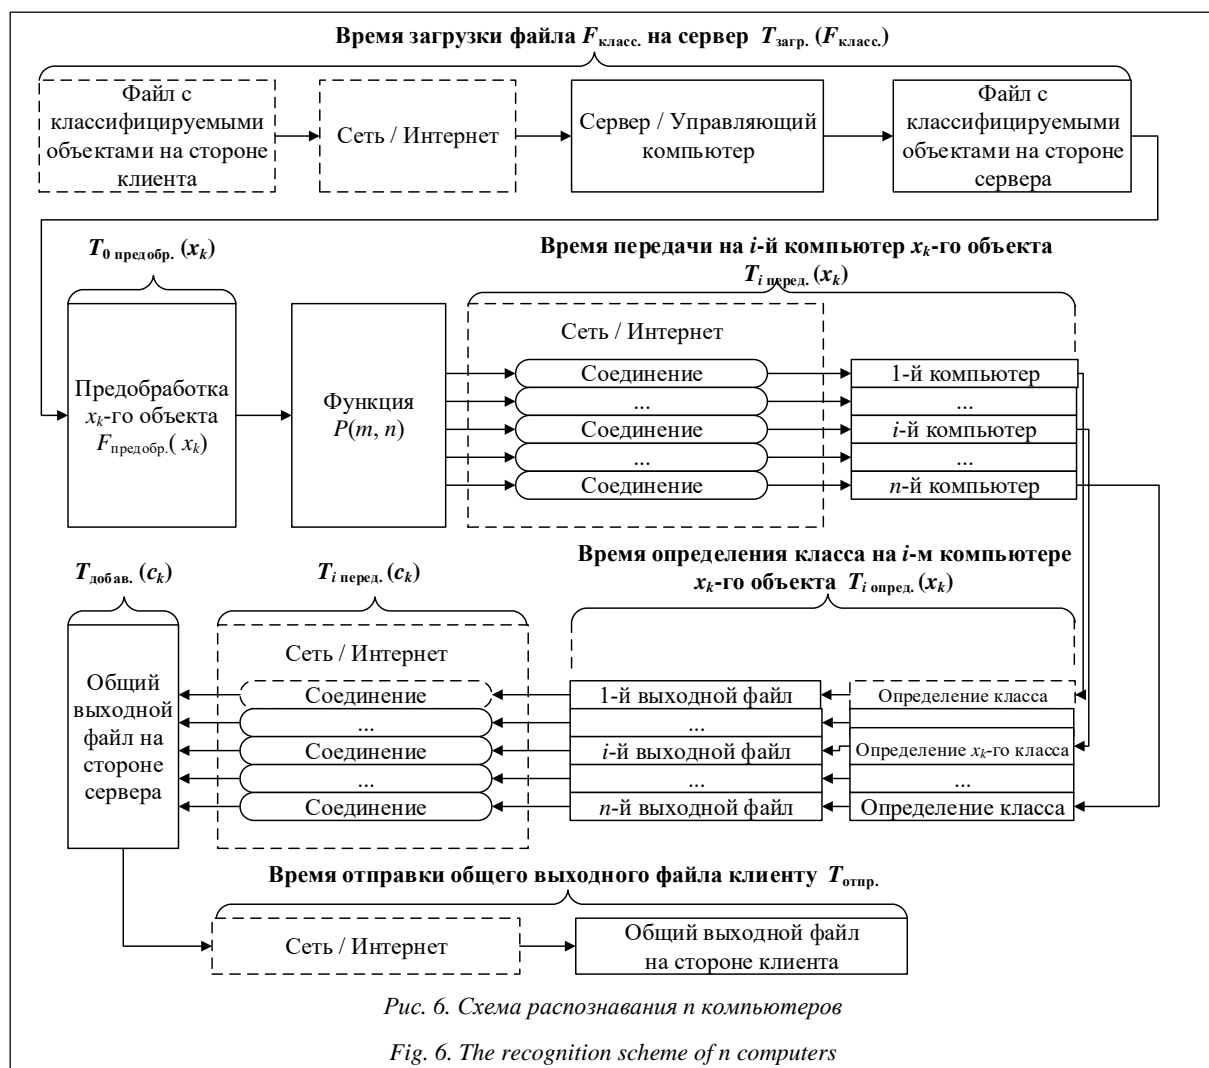 Время загрузки файла Fкласс. на сервер Tзагр. (Fкласс.)
Файл с
классифицируемыми
объектами на стороне
клиента
Сеть / Интернет
Сервер / Управляющий
компьютер
Файл с
классифицируемыми
объектами на стороне
сервера
T0 предобр. (xk)
Время передачи на i-й компьютер xk-го объекта
Ti перед. (xk)
Предобработка
xk-го объекта
Fпредобр.( xk)
Функция
P(m, n)
Сеть / Интернет
Соединение
...
Соединение
...
Соединение
1-й компьютер
...
i-й компьютер
...
n-й компьютер
Время определения класса на i-м компьютере
xk-го объекта Ti опред. (xk)
Tдобав. (ck)
Ti перед. (ck)
Общий
выходной
файл на
стороне
сервера
Сеть / Интернет
Соединение
...
Соединение
...
Соединение
1-й выходной файл
...
i-й выходной файл
...
n-й выходной файл
Определение класса
Определение xk-го класса
...
Определение класса
Время отправки общего выходного файла клиенту Tотпр.
Сеть / Интернет
Общий выходной файл
на стороне клиента
Рис. 6. Схема распознавания n компьютеров
Fig. 6. The recognition scheme of n computers